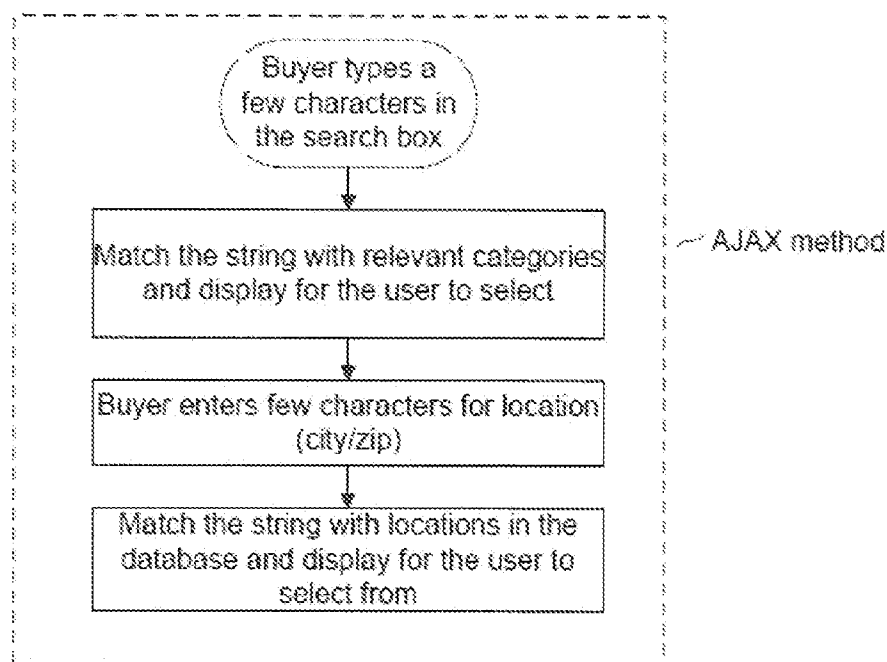 Buyer types a
few characters in
the search box
Match the string with relevant categories
and display for the user to select
AJAX method
Buyer enters few characters for location
(city/zip)
Match the string with locations in the
database and display for the user to
select from